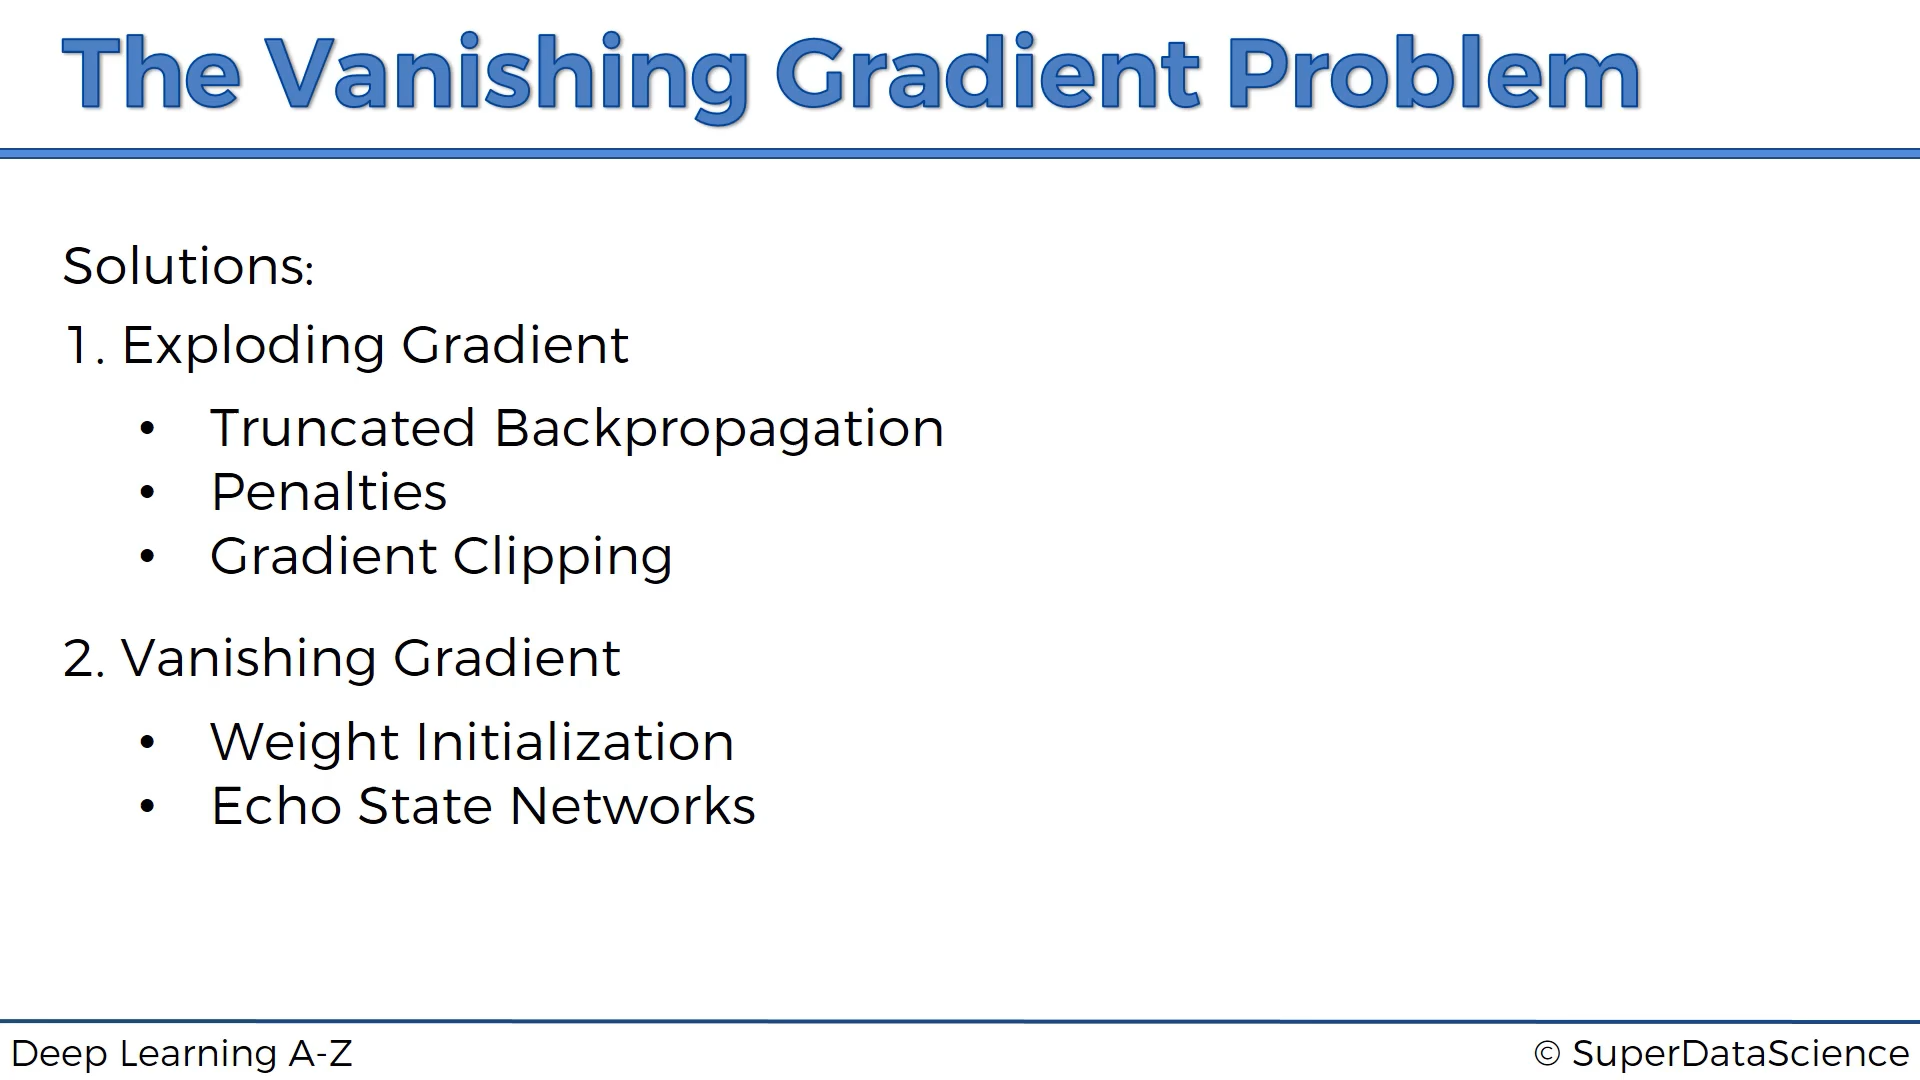 The Vanishing Gradient Problem
Solutions:
1. Exploding Gradient
• Truncated Backpropagation
• Penalties
• Gradient Clipping
2. Vanishing Gradient
• Weight Initialization
• Echo State Networks
Deep Learning A-Z
© SuperDataScience